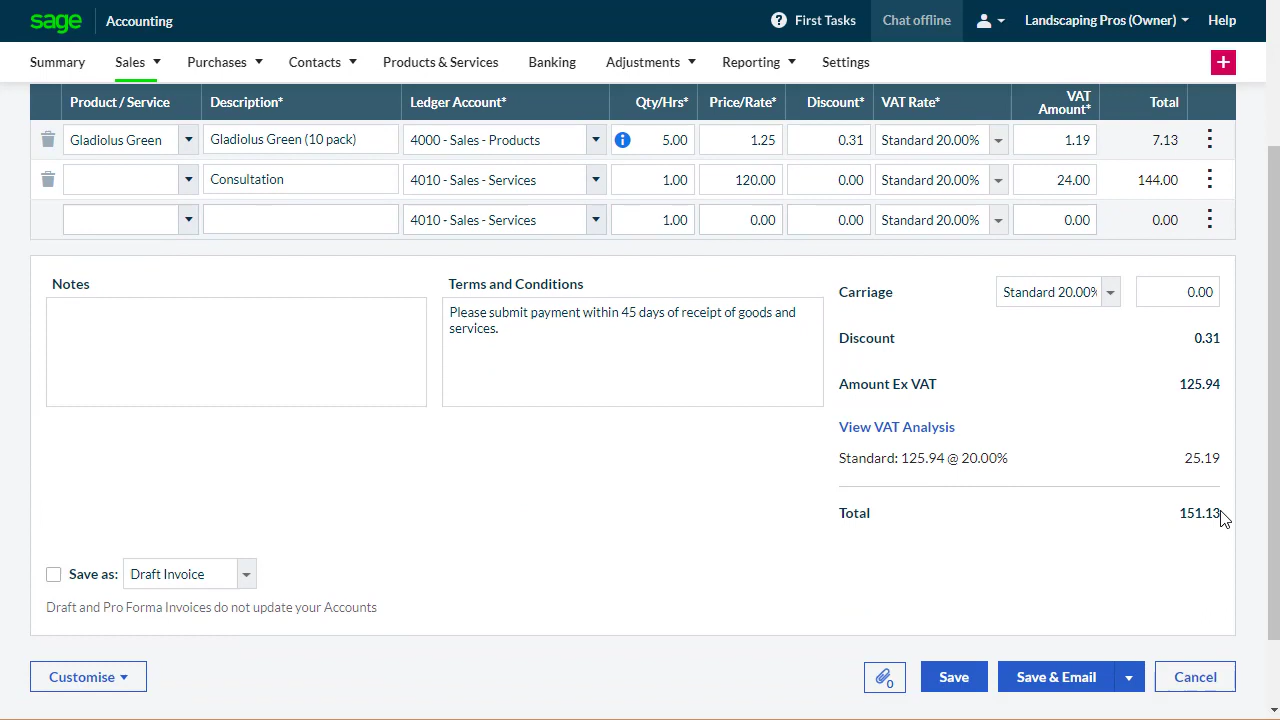 sage Accounting First Tasks Chat offline Landscaping Pros (Owner) Help
Summary Sales Purchases Contacts Products & Services Banking Adjustments Reporting Settings +
Product / Service Description* Ledger Account* Qty/Hrs* Price/Rate* Discount* VAT Rate* VAT Amount* Total
Gladiolus Green Gladiolus Green (10 pack) 4000 - Sales - Products 5.00 1.25 0.31 Standard 20.00% 1.19 7.13
Consultation 4010 - Sales - Services 1.00 120.00 0.00 Standard 20.00% 24.00 144.00
4010 - Sales - Services 1.00 0.00 0.00 Standard 20.00% 0.00 0.00
Notes Terms and Conditions
Please submit payment within 45 days of receipt of goods and
services.
Carriage Standard 20.00% 0.00
Discount 0.31
Amount Ex VAT 125.94
View VAT Analysis
Standard: 125.94 @ 20.00% 25.19
Total 151.13
Save as: Draft Invoice
Draft and Pro Forma Invoices do not update your Accounts
Customise 0 Save Save & Email Cancel